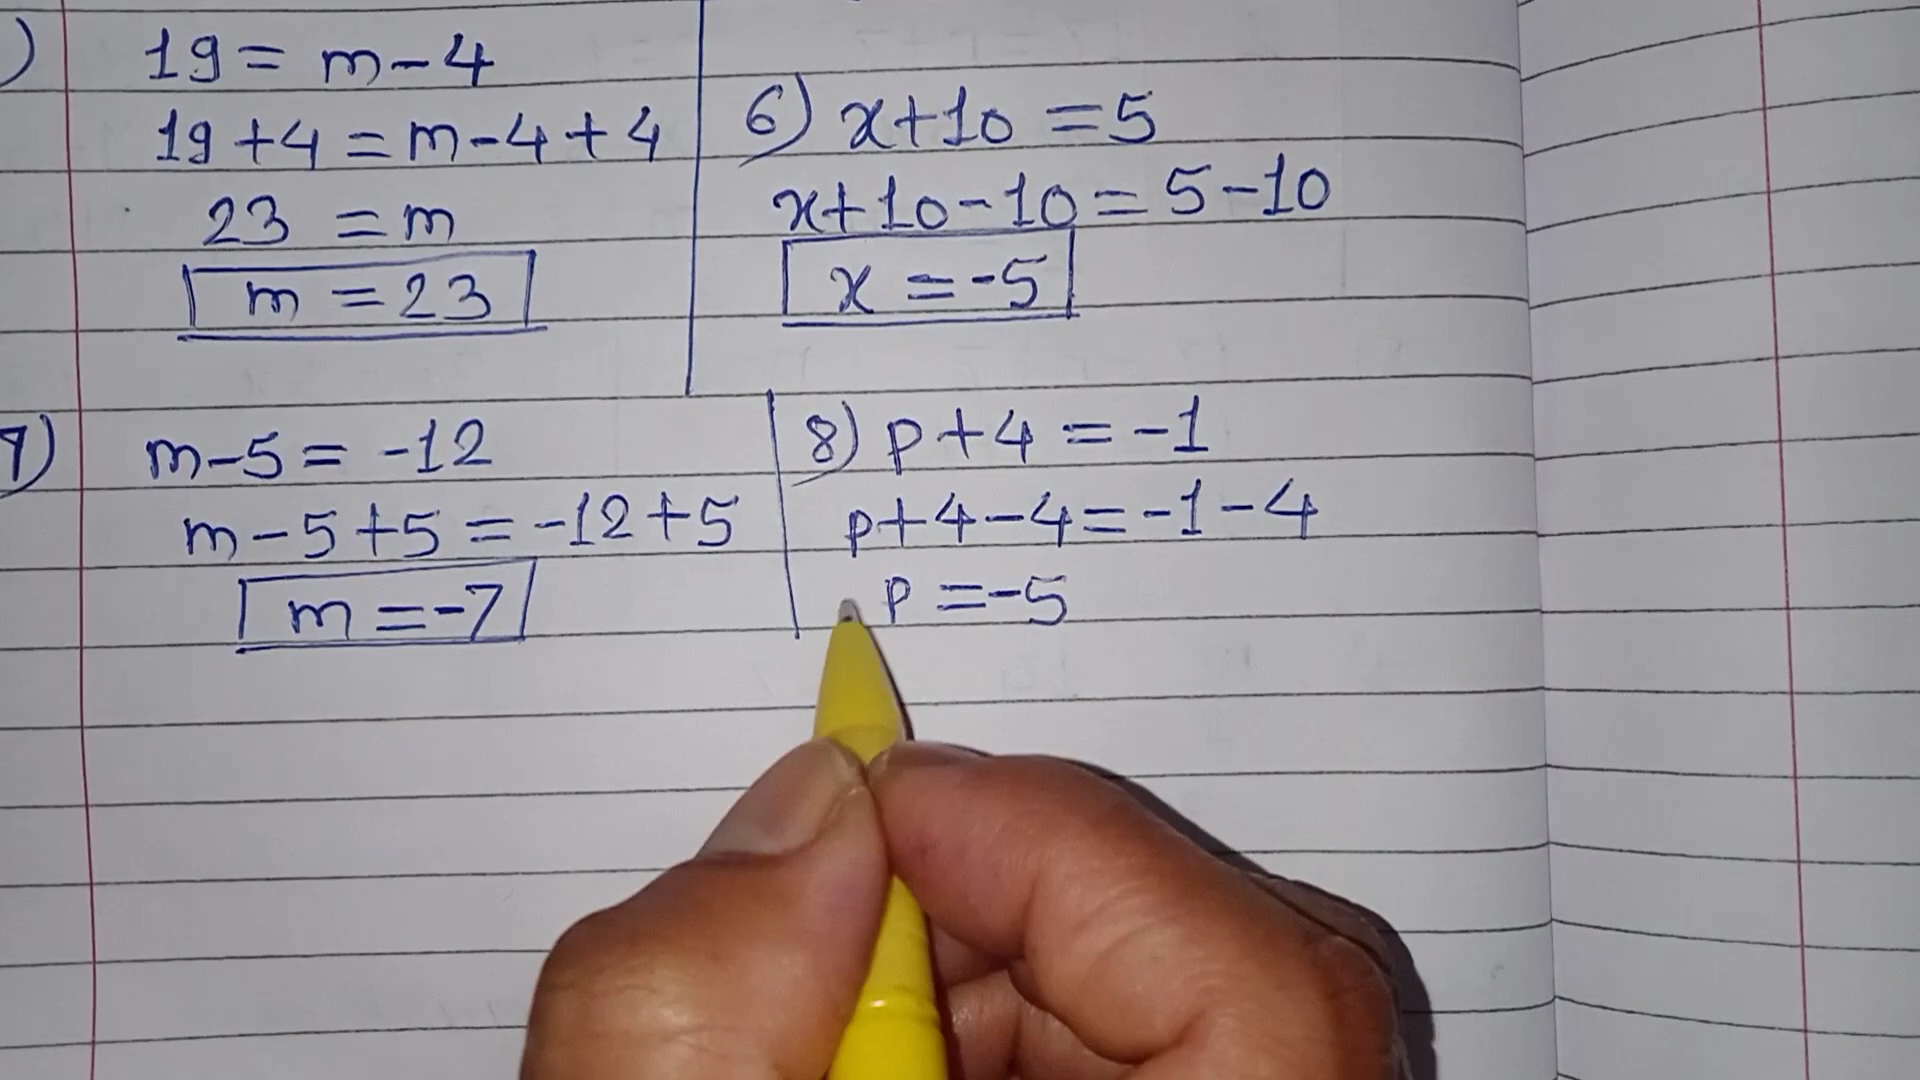 )
19 = m - 4
19 + 4 = m - 4 + 4
23 = m
m = 23
6) x + 10 = 5
x + 10 - 10 = 5 - 10
x = -5
7) m - 5 = -12
m - 5 + 5 = -12 + 5
m = -7
8) p + 4 = -1
p + 4 - 4 = -1 - 4
p = -5